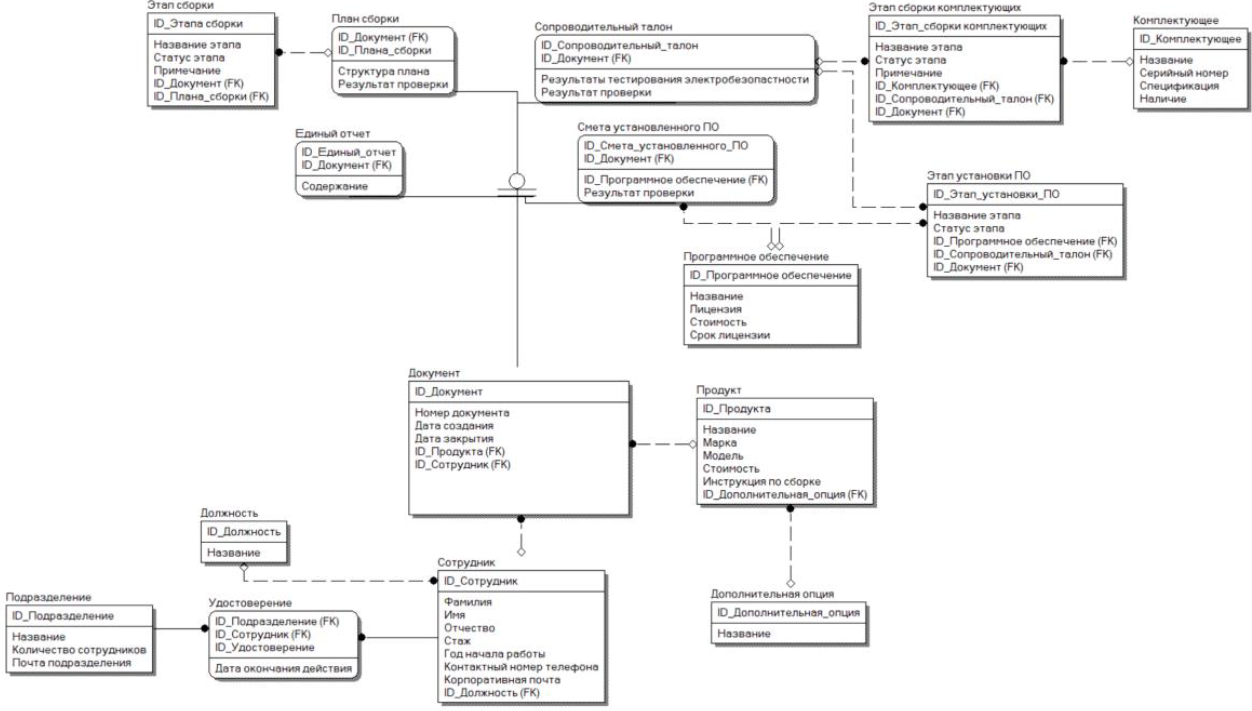 Этап сборки
ID_Этапа сборки
Название этапа
Статус этапа
Примечание
ID_Документ (FK)
ID_Плана_сборки (FK)
План сборки
ID_Документ (FK)
ID_Плана_сборки
Структура плана
Результат проверки
Сопроводительный талон
ID_Сопроводительный_талон
ID_Документ (FK)
Результаты тестирования электробезопастности
Результат проверки
Этап сборки комплектующих
ID_Этап_сборки комплектующих
Название этапа
Статус этапа
Примечание
ID_Комплектующее (FK)
ID_Сопроводительный_талон (FK)
ID_Документ (FK)
Комплектующее
ID_Комплектующее
Название
Серийный номер
Спецификация
Наличие
Единый отчет
ID_Единый_отчет
ID_Документ (FK)
Содержание
Смета установленного ПО
ID_Смета_установленного_ПО
ID_Документ (FK)
ID_Программное обеспечение (FK)
Результат проверки
Этап установки ПО
ID_Этап_установки_ПО
Название этапа
Статус этапа
ID_Программное обеспечение (FK)
ID_Сопроводительный_талон (FK)
ID_Документ (FK)
Программное обеспечение
ID_Программное обеспечение
Название
Лицензия
Стоимость
Срок лицензии
Документ
ID_Документ
Номер документа
Дата создания
Дата закрытия
ID_Продукта (FK)
ID_Сотрудник (FK)
Продукт
ID_Продукта
Название
Марка
Модель
Стоимость
Инструкция по сборке
ID_Дополнительная_опция (FK)
Должность
ID_Должность
Название
Сотрудник
ID_Сотрудник
Фамилия
Имя
Отчество
Стаж
Год начала работы
Контактный номер телефона
Корпоративная почта
ID_Должность (FK)
Дополнительная опция
ID_Дополнительная_опция
Название
Подразделение
ID_Подразделение
Название
Количество сотрудников
Почта подразделения
Удостоверение
ID_Подразделение (FK)
ID_Сотрудник (FK)
ID_Удостоверение
Дата окончания действия